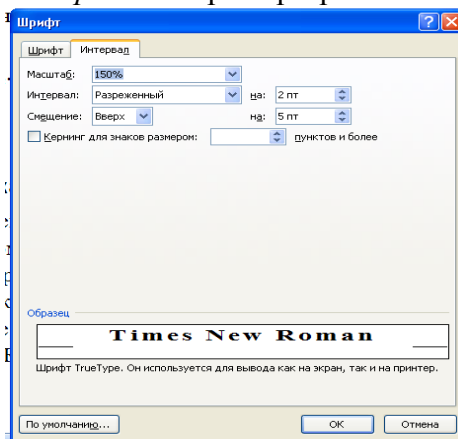 Шрифт
Шрифт Интервал
Масштаб: 150%
Интервал: Разреженный на: 2 пт
Смещение: Вверх на: 5 пт
Кернинг для знаков размером: пунктов и более
Образец
Times New Roman
Шрифт TrueType. Он используется для вывода как на экран, так и на принтер.
По умолчанию... ОК Отмена